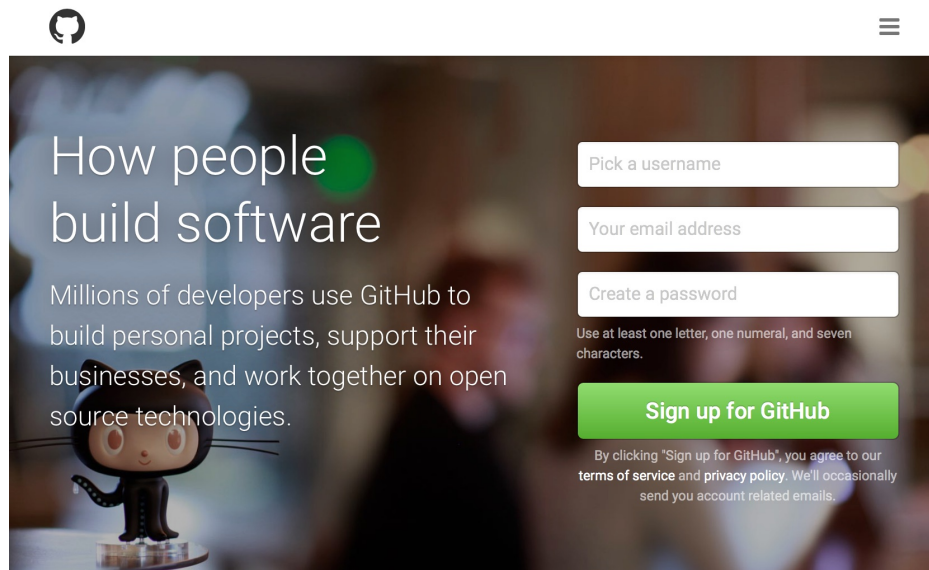 How people
build software
Millions of developers use GitHub to
build personal projects, support their
businesses, and work together on open
source technologies.
Pick a username
Your email address
Create a password
Use at least one letter, one numeral, and seven
characters.
Sign up for GitHub
By clicking "Sign up for GitHub", you agree to our
terms of service and privacy policy. We'll occasionally
send you account related emails.